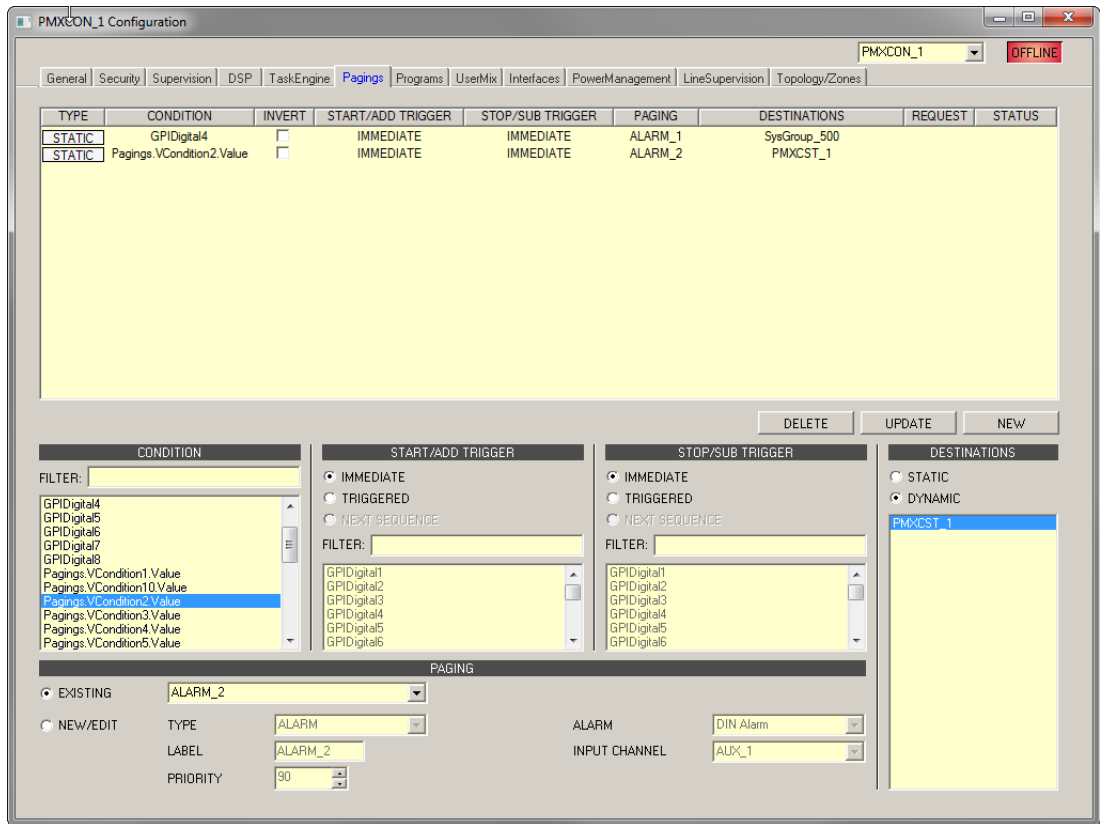 PMXCON_1 Configuration
PMXCON_1
OFFLINE
General Security Supervision DSP TaskEngine Pagings Programs UserMix Interfaces PowerManagement LineSupervision Topology/Zones
TYPE CONDITION INVERT START/ADD TRIGGER STOP/SUB TRIGGER PAGING DESTINATIONS REQUEST STATUS
STATIC GPIDigital4 IMMEDIATE IMMEDIATE ALARM_1 SysGroup_500
STATIC Pagings.VCondition2.Value IMMEDIATE IMMEDIATE ALARM_2 PMXCST_1
DELETE UPDATE NEW
CONDITION
FILTER:
GPIDigital4
GPIDigital5
GPIDigital6
GPIDigital7
GPIDigital8
Pagings.VCondition1.Value
Pagings.VCondition10.Value
Pagings.VCondition2.Value
Pagings.VCondition3.Value
Pagings.VCondition4.Value
Pagings.VCondition5.Value
START/ADD TRIGGER
IMMEDIATE
TRIGGERED
NEXT SEQUENCE
FILTER:
GPIDigital1
GPIDigital2
GPIDigital3
GPIDigital4
GPIDigital5
GPIDigital6
STOP/SUB TRIGGER
IMMEDIATE
TRIGGERED
NEXT SEQUENCE
FILTER:
GPIDigital1
GPIDigital2
GPIDigital3
GPIDigital4
GPIDigital5
GPIDigital6
DESTINATIONS
STATIC
DYNAMIC
PMXCST_1
PAGING
EXISTING ALARM_2
NEW/EDIT TYPE ALARM ALARM DIN Alarm
LABEL ALARM_2 INPUT CHANNEL AUX_1
PRIORITY 90